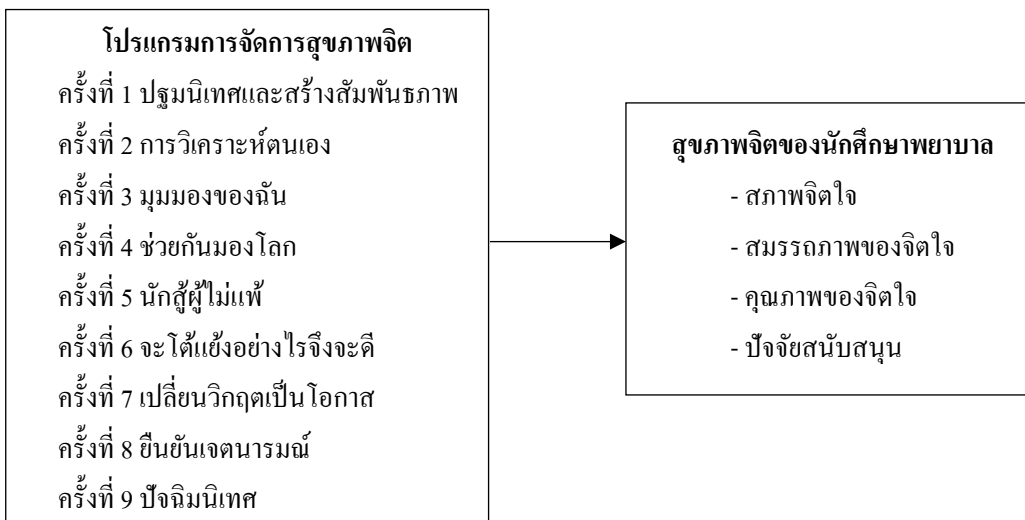 โปรแกรมการจัดการสุขภาพจิต
ครั้งที่ 1 ปฐมนิเทศและสร้างสัมพันธภาพ
ครั้งที่ 2 การวิเคราะห์ตนเอง
ครั้งที่ 3 มุมมองของฉัน
ครั้งที่ 4 ช่วยกันมองโลก
ครั้งที่ 5 นักสู้ผู้ไม่แพ้
ครั้งที่ 6 จะโต้แย้งอย่างไรจึงจะดี
ครั้งที่ 7 เปลี่ยนวิกฤตเป็นโอกาส
ครั้งที่ 8 ยืนยันเจตนารมณ์
ครั้งที่ 9 ปัจฉิมนิเทศ
สุขภาพจิตของนักศึกษาพยาบาล
- สภาพจิตใจ
- สมรรถภาพของจิตใจ
- คุณภาพของจิตใจ
- ปัจจัยสนับสนุน